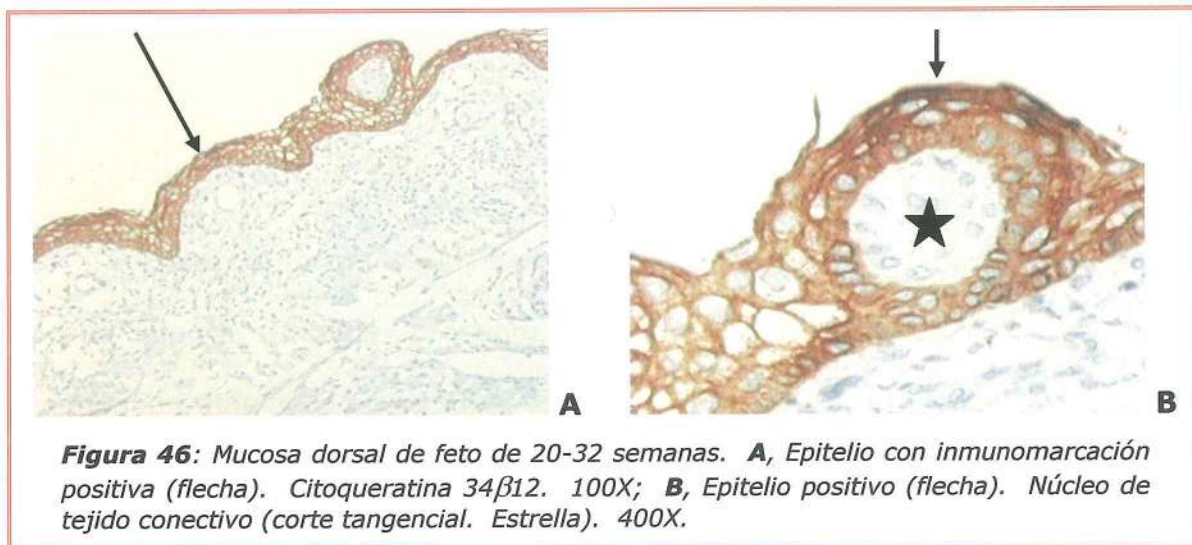 A
B
Figura 46: Mucosa dorsal de feto de 20-32 semanas. A, Epitelio con inmunomarcación
positiva (flecha). Citoqueratina 34β12. 100X; B, Epitelio positivo (flecha). Núcleo de
tejido conectivo (corte tangencial. Estrella). 400X.